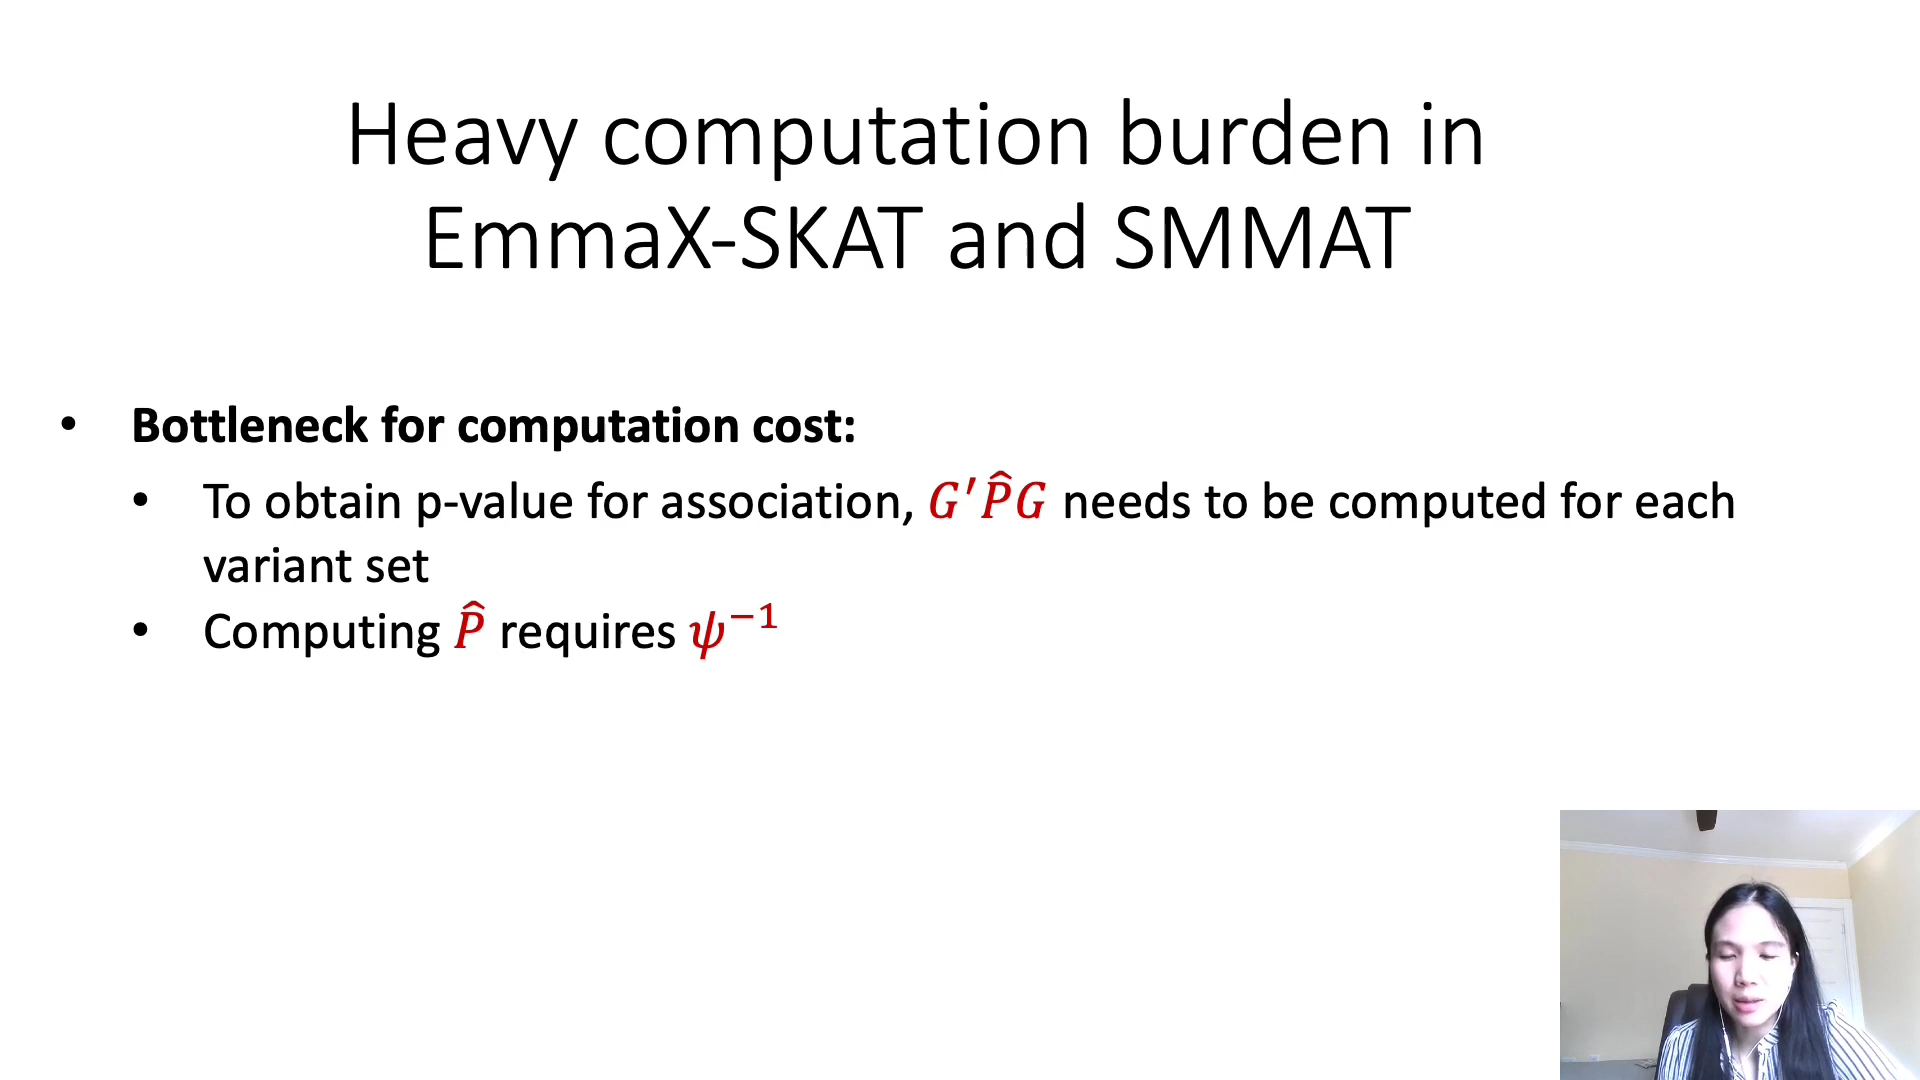 Heavy computation burden in
EmmaX-SKAT and SMMAT
• Bottleneck for computation cost:
• To obtain p-value for association, G′P̂G needs to be computed for each
variant set
• Computing P̂ requires ψ⁻¹